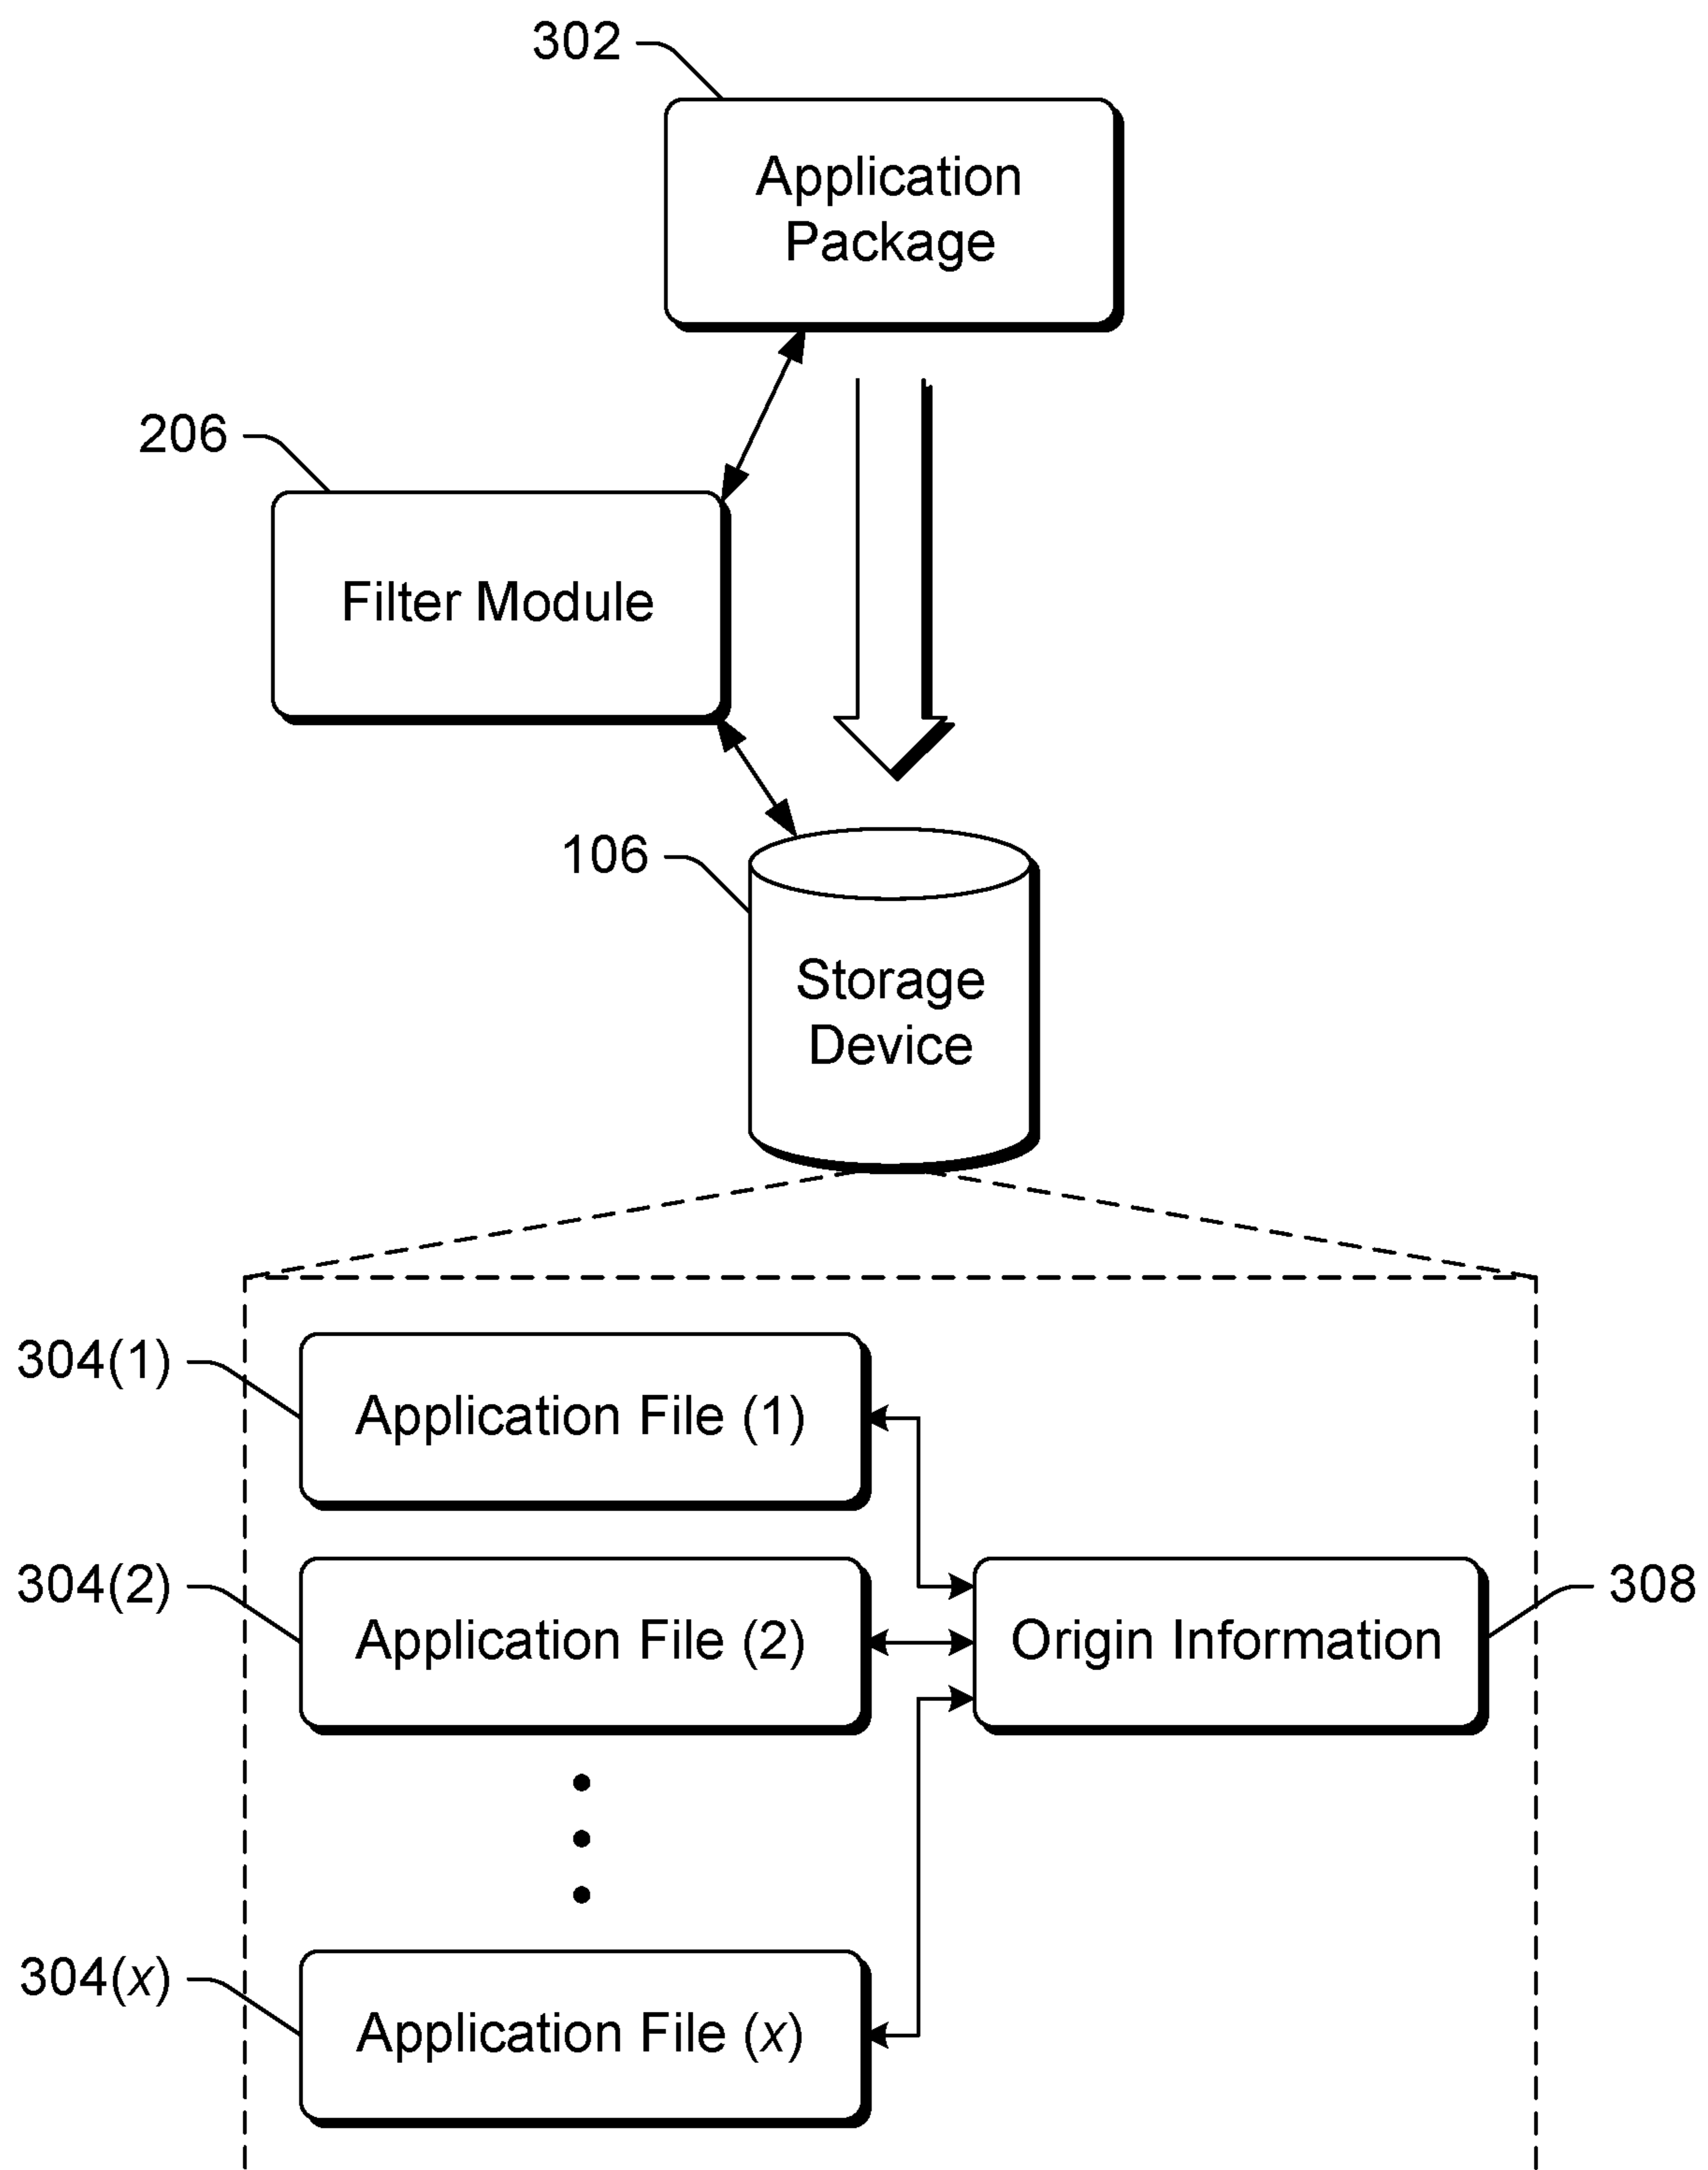 302
Application
Package
206
Filter Module
106
Storage
Device
304(1)
Application File (1)
304(2)
Application File (2)
Origin Information
308
304(x)
Application File (x)